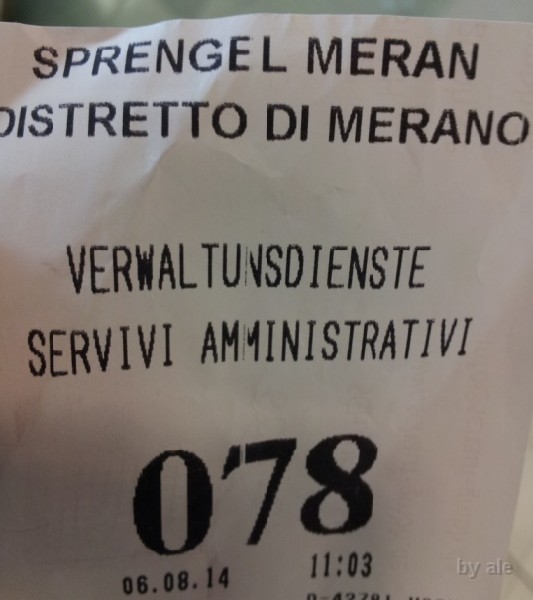 SPRENGEL MERAN
DISTRETTO DI MERANO
VERWALTUNSDIENSTE
SERVIVI AMMINISTRATIVI
078
06.08.14 11:03
by ale